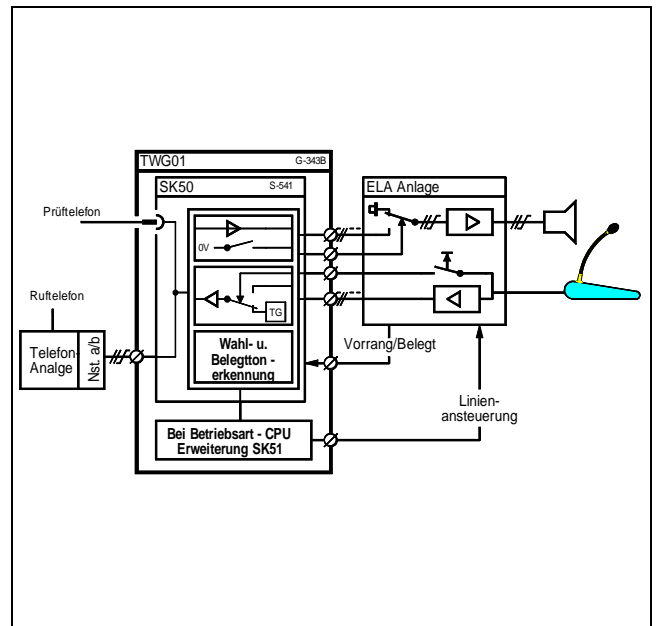 TWG01 G-343B
SK50 S-541
ELA Anlage
Prüftelefon
0V
TG
Ruftelefon
Telefon-
Analge
Nst. a/b
Wahl- u.
Belegtton -
erkennung
Vorrang/Belegt
Linien-
ansteuerung
Bei Betriebsart - CPU
Erweiterung SK51